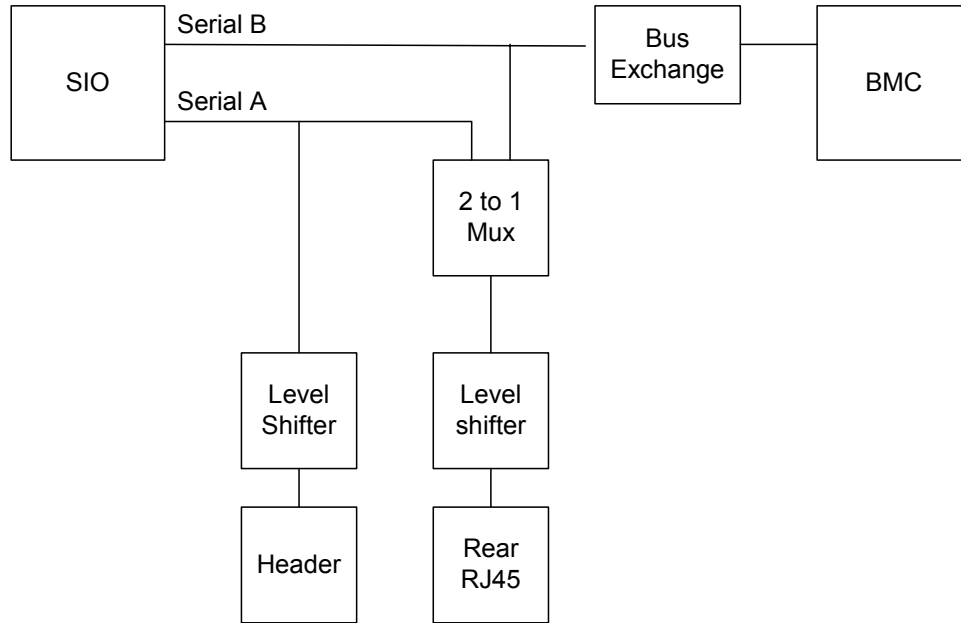 Serial B
SIO
Serial A
Bus
Exchange
BMC
2 to 1
Mux
Level
Shifter
Level
shifter
Header
Rear
RJ45